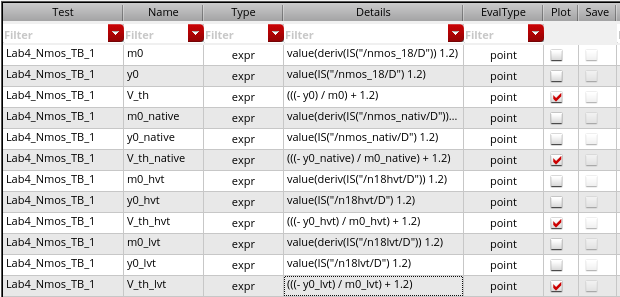 Test Name Type Details EvalType Plot Save
Filter Filter Filter Filter Filter
Lab4_Nmos_TB_1 m0 expr value(deriv(IS("/nmos_18/D")) 1.2) point
Lab4_Nmos_TB_1 y0 expr value(IS("/nmos_18/D") 1.2) point
Lab4_Nmos_TB_1 V_th expr (((- y0) / m0) + 1.2) point
Lab4_Nmos_TB_1 m0_native expr value(deriv(IS("/nmos_nativ/D"))... point
Lab4_Nmos_TB_1 y0_native expr value(IS("/nmos_nativ/D") 1.2) point
Lab4_Nmos_TB_1 V_th_native expr (((- y0_native) / m0_native) + 1.2) point
Lab4_Nmos_TB_1 m0_hvt expr value(deriv(IS("/n18hvt/D")) 1.2) point
Lab4_Nmos_TB_1 y0_hvt expr value(IS("/n18hvt/D") 1.2) point
Lab4_Nmos_TB_1 V_th_hvt expr (((- y0_hvt) / m0_hvt) + 1.2) point
Lab4_Nmos_TB_1 m0_lvt expr value(deriv(IS("/n18lvt/D")) 1.2) point
Lab4_Nmos_TB_1 y0_lvt expr value(IS("/n18lvt/D") 1.2) point
Lab4_Nmos_TB_1 V_th_lvt expr (((- y0_lvt) / m0_lvt) + 1.2) point